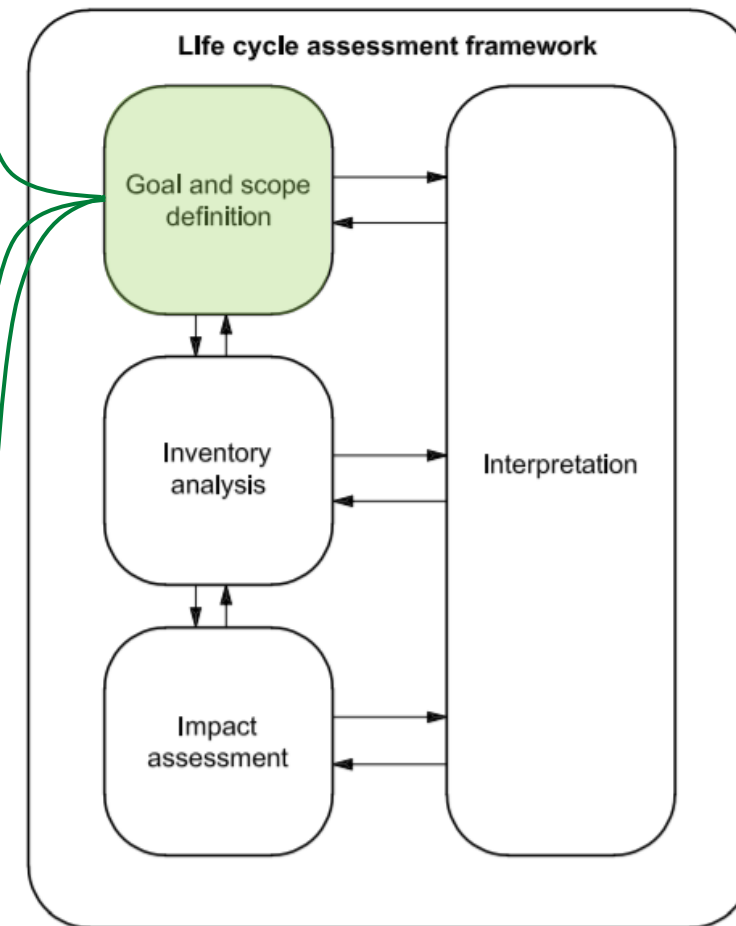 LIfe cycle assessment framework
Goal and scope
definition
Inventory
analysis
Interpretation
Impact
assessment